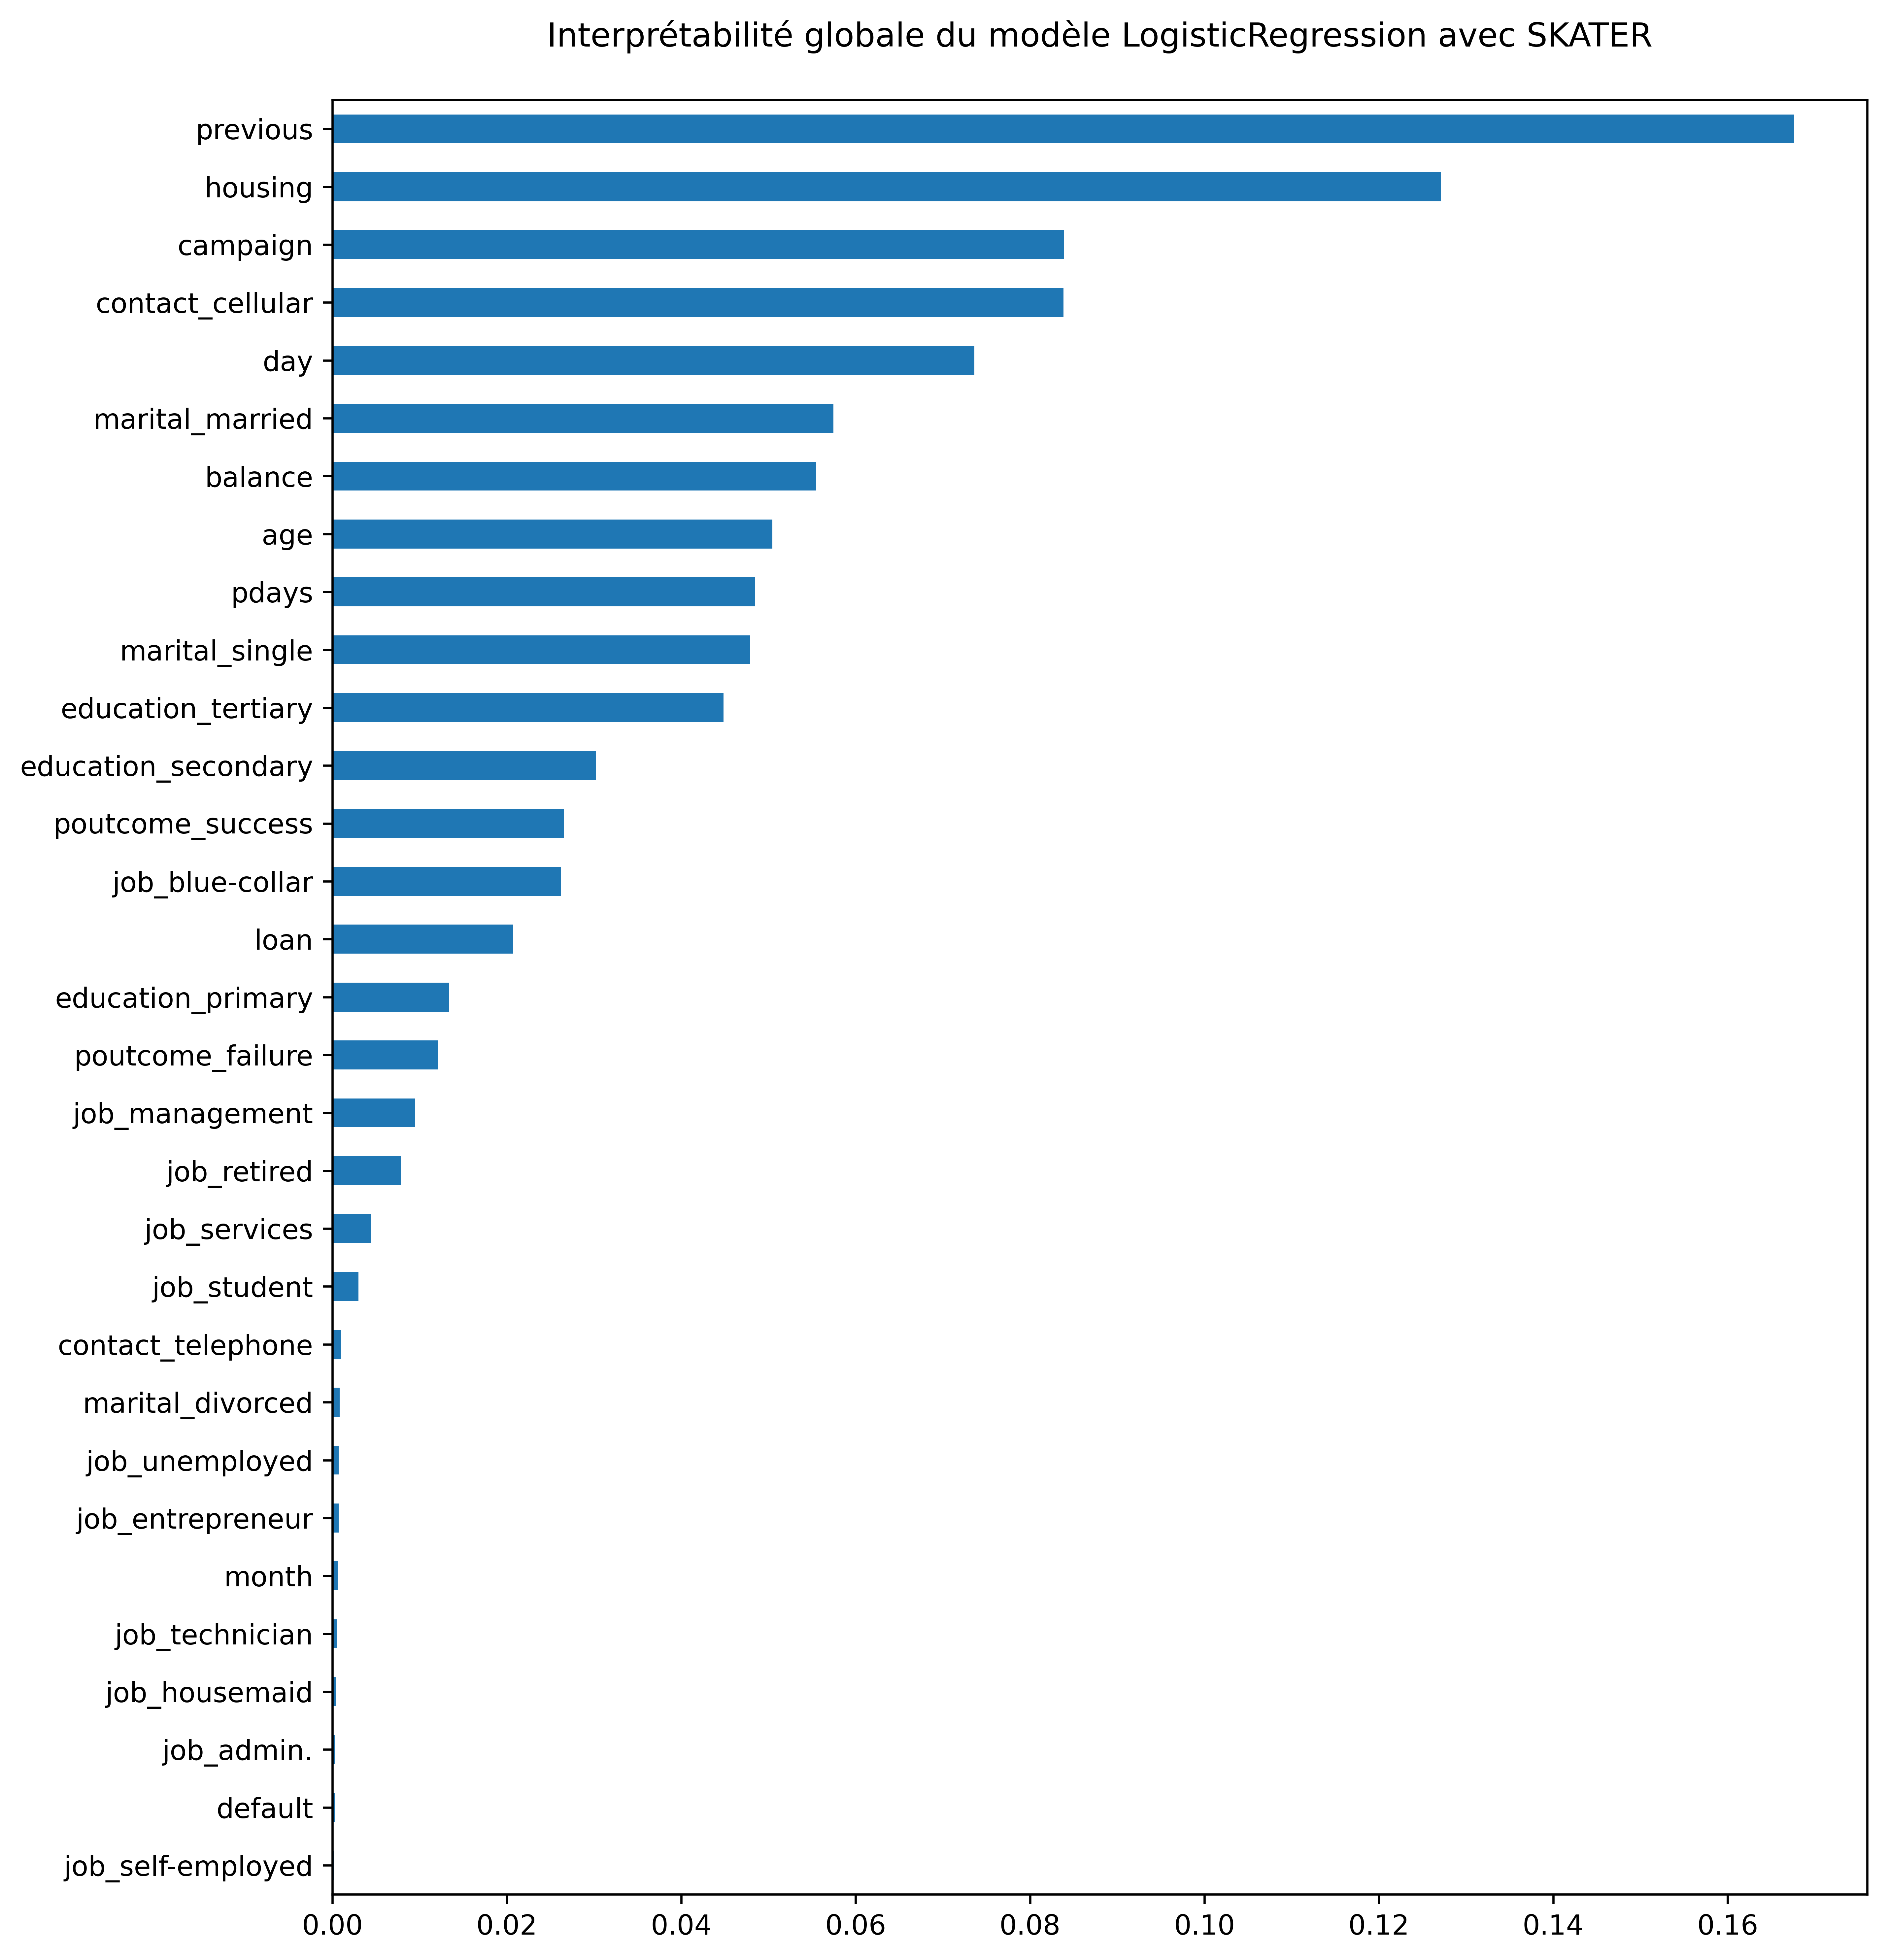 Interprétabilité globale du modèle LogisticRegression avec SKATER
previous
housing
campaign
contact_cellular
day
marital_married
balance
age
pdays
marital_single
education_tertiary
education_secondary
poutcome_success
job_blue-collar
loan
education_primary
poutcome_failure
job_management
job_retired
job_services
job_student
contact_telephone
marital_divorced
job_unemployed
job_entrepreneur
month
job_technician
job_housemaid
job_admin.
default
job_self-employed
0.00 0.02 0.04 0.06 0.08 0.10 0.12 0.14 0.16